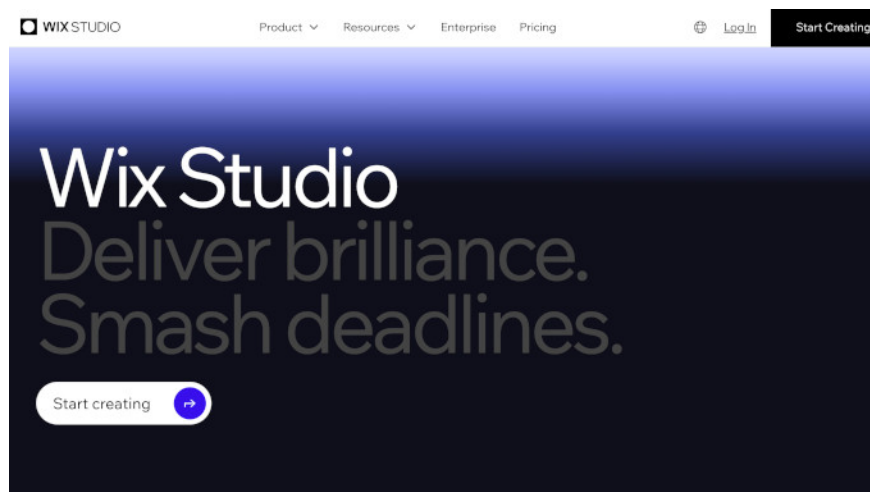 WIX STUDIO
Product
Resources
Enterprise
Pricing
Log In
Start Creating
Wix Studio
Deliver brilliance.
Smash deadlines.
Start creating